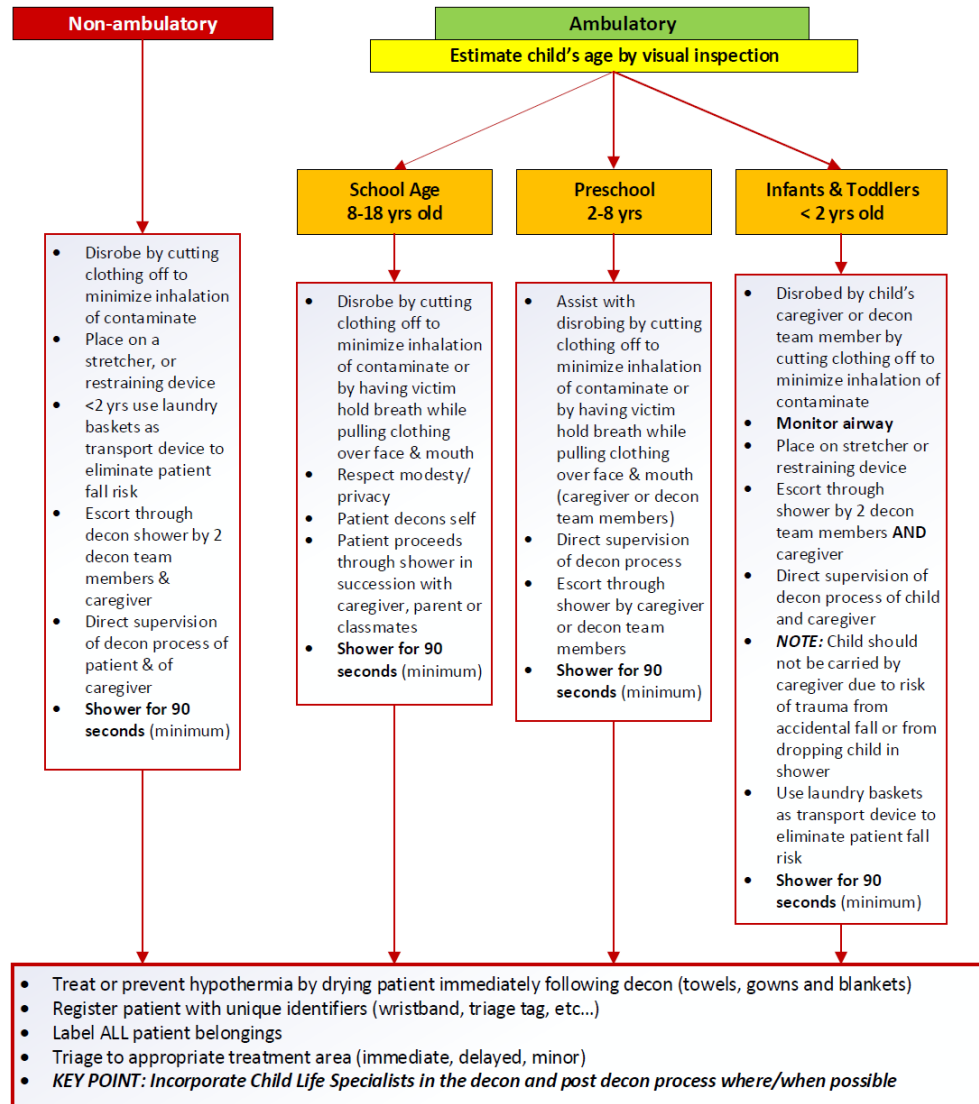 Non-ambulatory
Ambulatory
Estimate child's age by visual inspection
School Age
8-18 yrs old
Preschool
2-8 yrs
Infants & Toddlers
< 2 yrs old
• Disrobe by cutting
clothing off to
minimize inhalation
of contaminate
• Place on a
stretcher, or
restraining device
• <2 yrs use laundry
baskets as
transport device to
eliminate patient
fall risk
• Escort through
decon shower by 2
decon team
members &
caregiver
• Direct supervision
of decon process of
patient & of
caregiver
• Shower for 90
seconds (minimum)
• Disrobe by cutting
clothing off to
minimize inhalation
of contaminate or
by having victim
hold breath while
pulling clothing
over face & mouth
• Respect modesty/
privacy
• Patient decons self
• Patient proceeds
through shower in
succession with
caregiver, parent or
classmates
• Shower for 90
seconds (minimum)
• Assist with
disrobing by cutting
clothing off to
minimize inhalation
of contaminate or
by having victim
hold breath while
pulling clothing
over face & mouth
(caregiver or decon
team members)
• Direct supervision
of decon process
• Escort through
shower by caregiver
or decon team
members
• Shower for 90
seconds (minimum)
• Disrobed by child's
caregiver or decon
team member by
cutting clothing off to
minimize inhalation of
contaminate
• Monitor airway
• Place on stretcher or
restraining device
• Escort through
shower by 2 decon
team members AND
caregiver
• Direct supervision of
decon process of child
and caregiver
• NOTE: Child should
not be carried by
caregiver due to risk
of trauma from
accidental fall or from
dropping child in
shower
• Use laundry baskets
as transport device to
eliminate patient fall
risk
• Shower for 90
seconds (minimum)
• Treat or prevent hypothermia by drying patient immediately following decon (towels, gowns and blankets)
• Register patient with unique identifiers (wristband, triage tag, etc...)
• Label ALL patient belongings
• Triage to appropriate treatment area (immediate, delayed, minor)
• KEY POINT: Incorporate Child Life Specialists in the decon and post decon process where/when possible